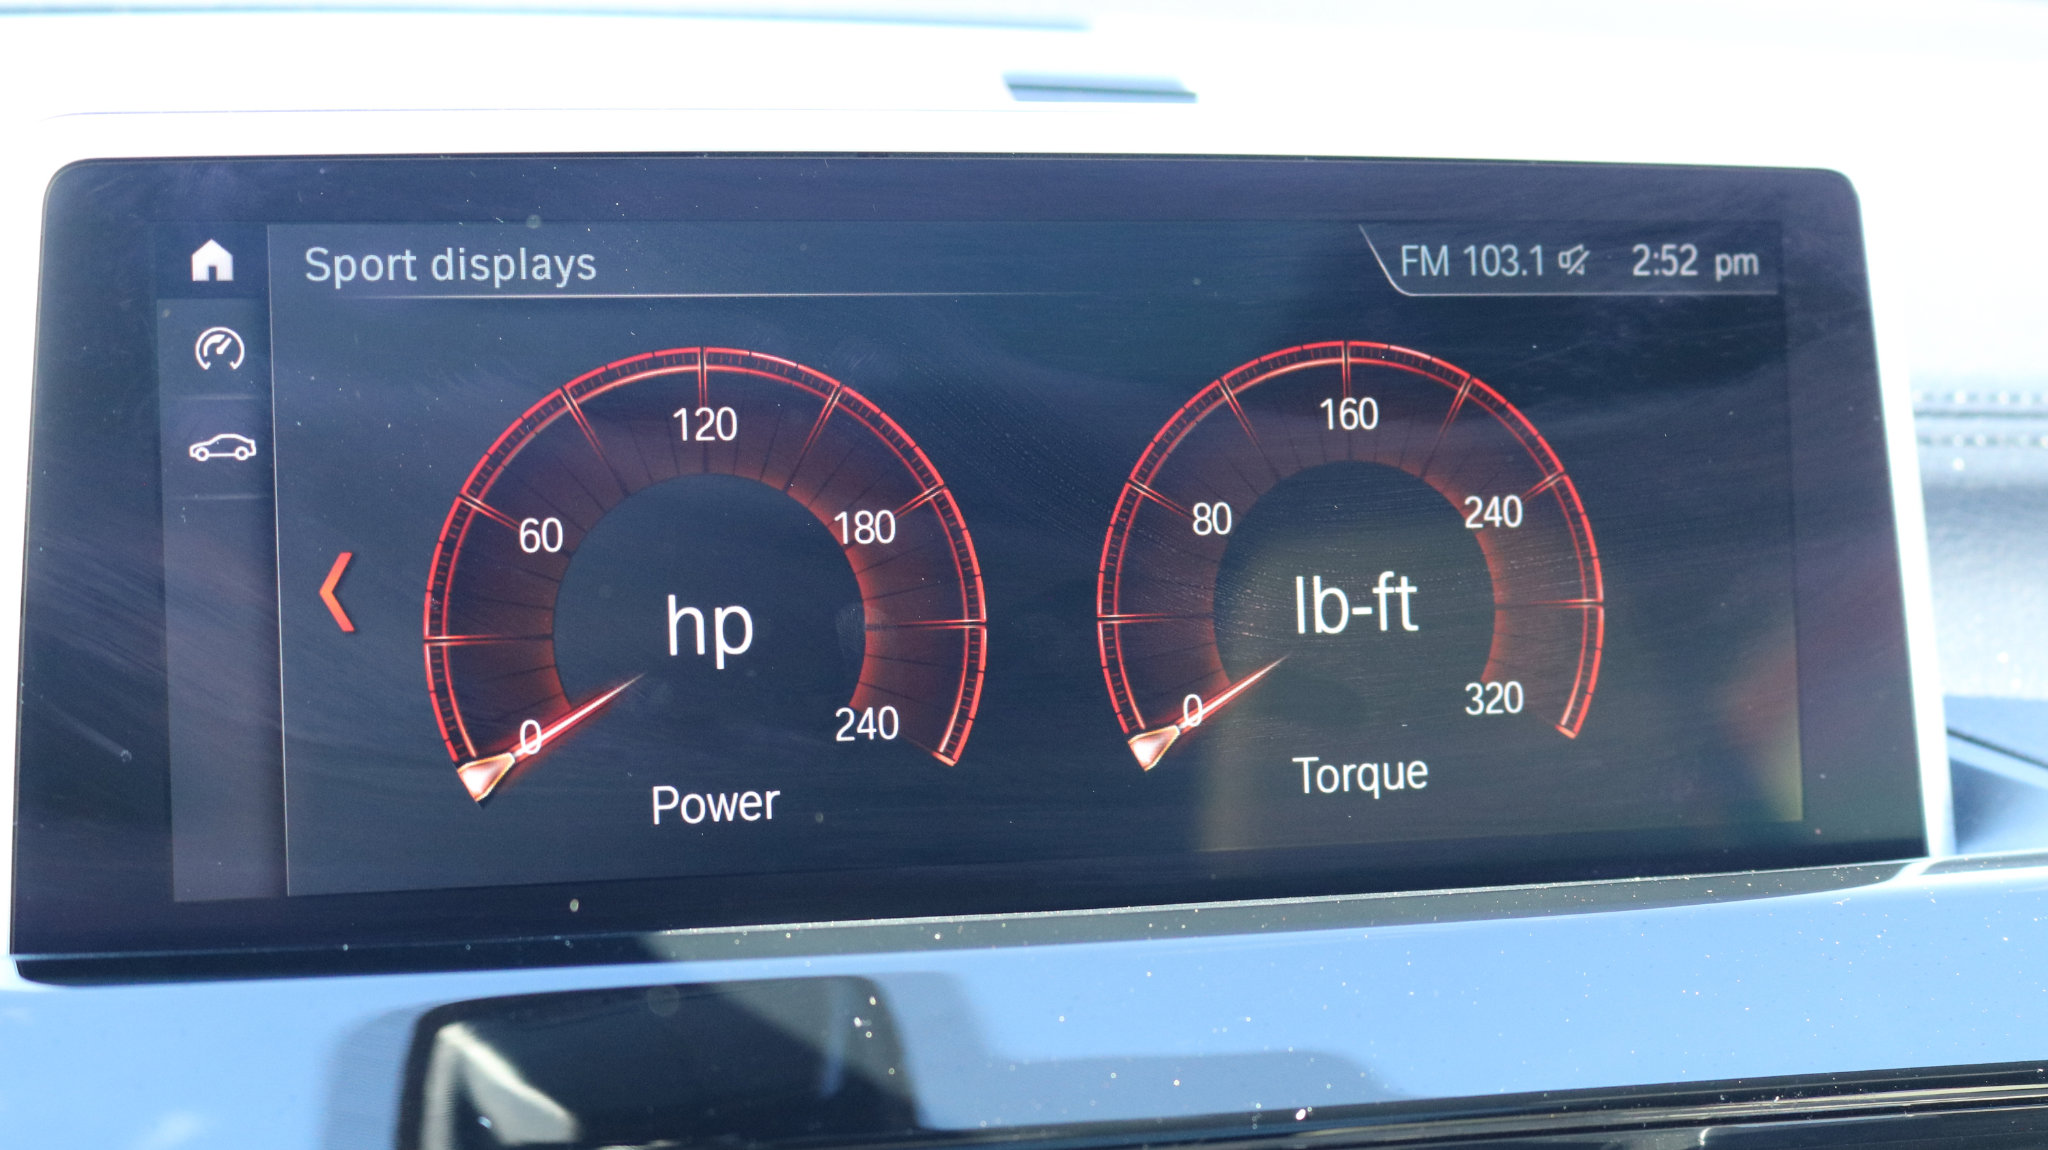 Sport displays
FM 103.1 2:52 pm
0
60
120
180
240
hp
Power
0
80
160
240
320
lb-ft
Torque